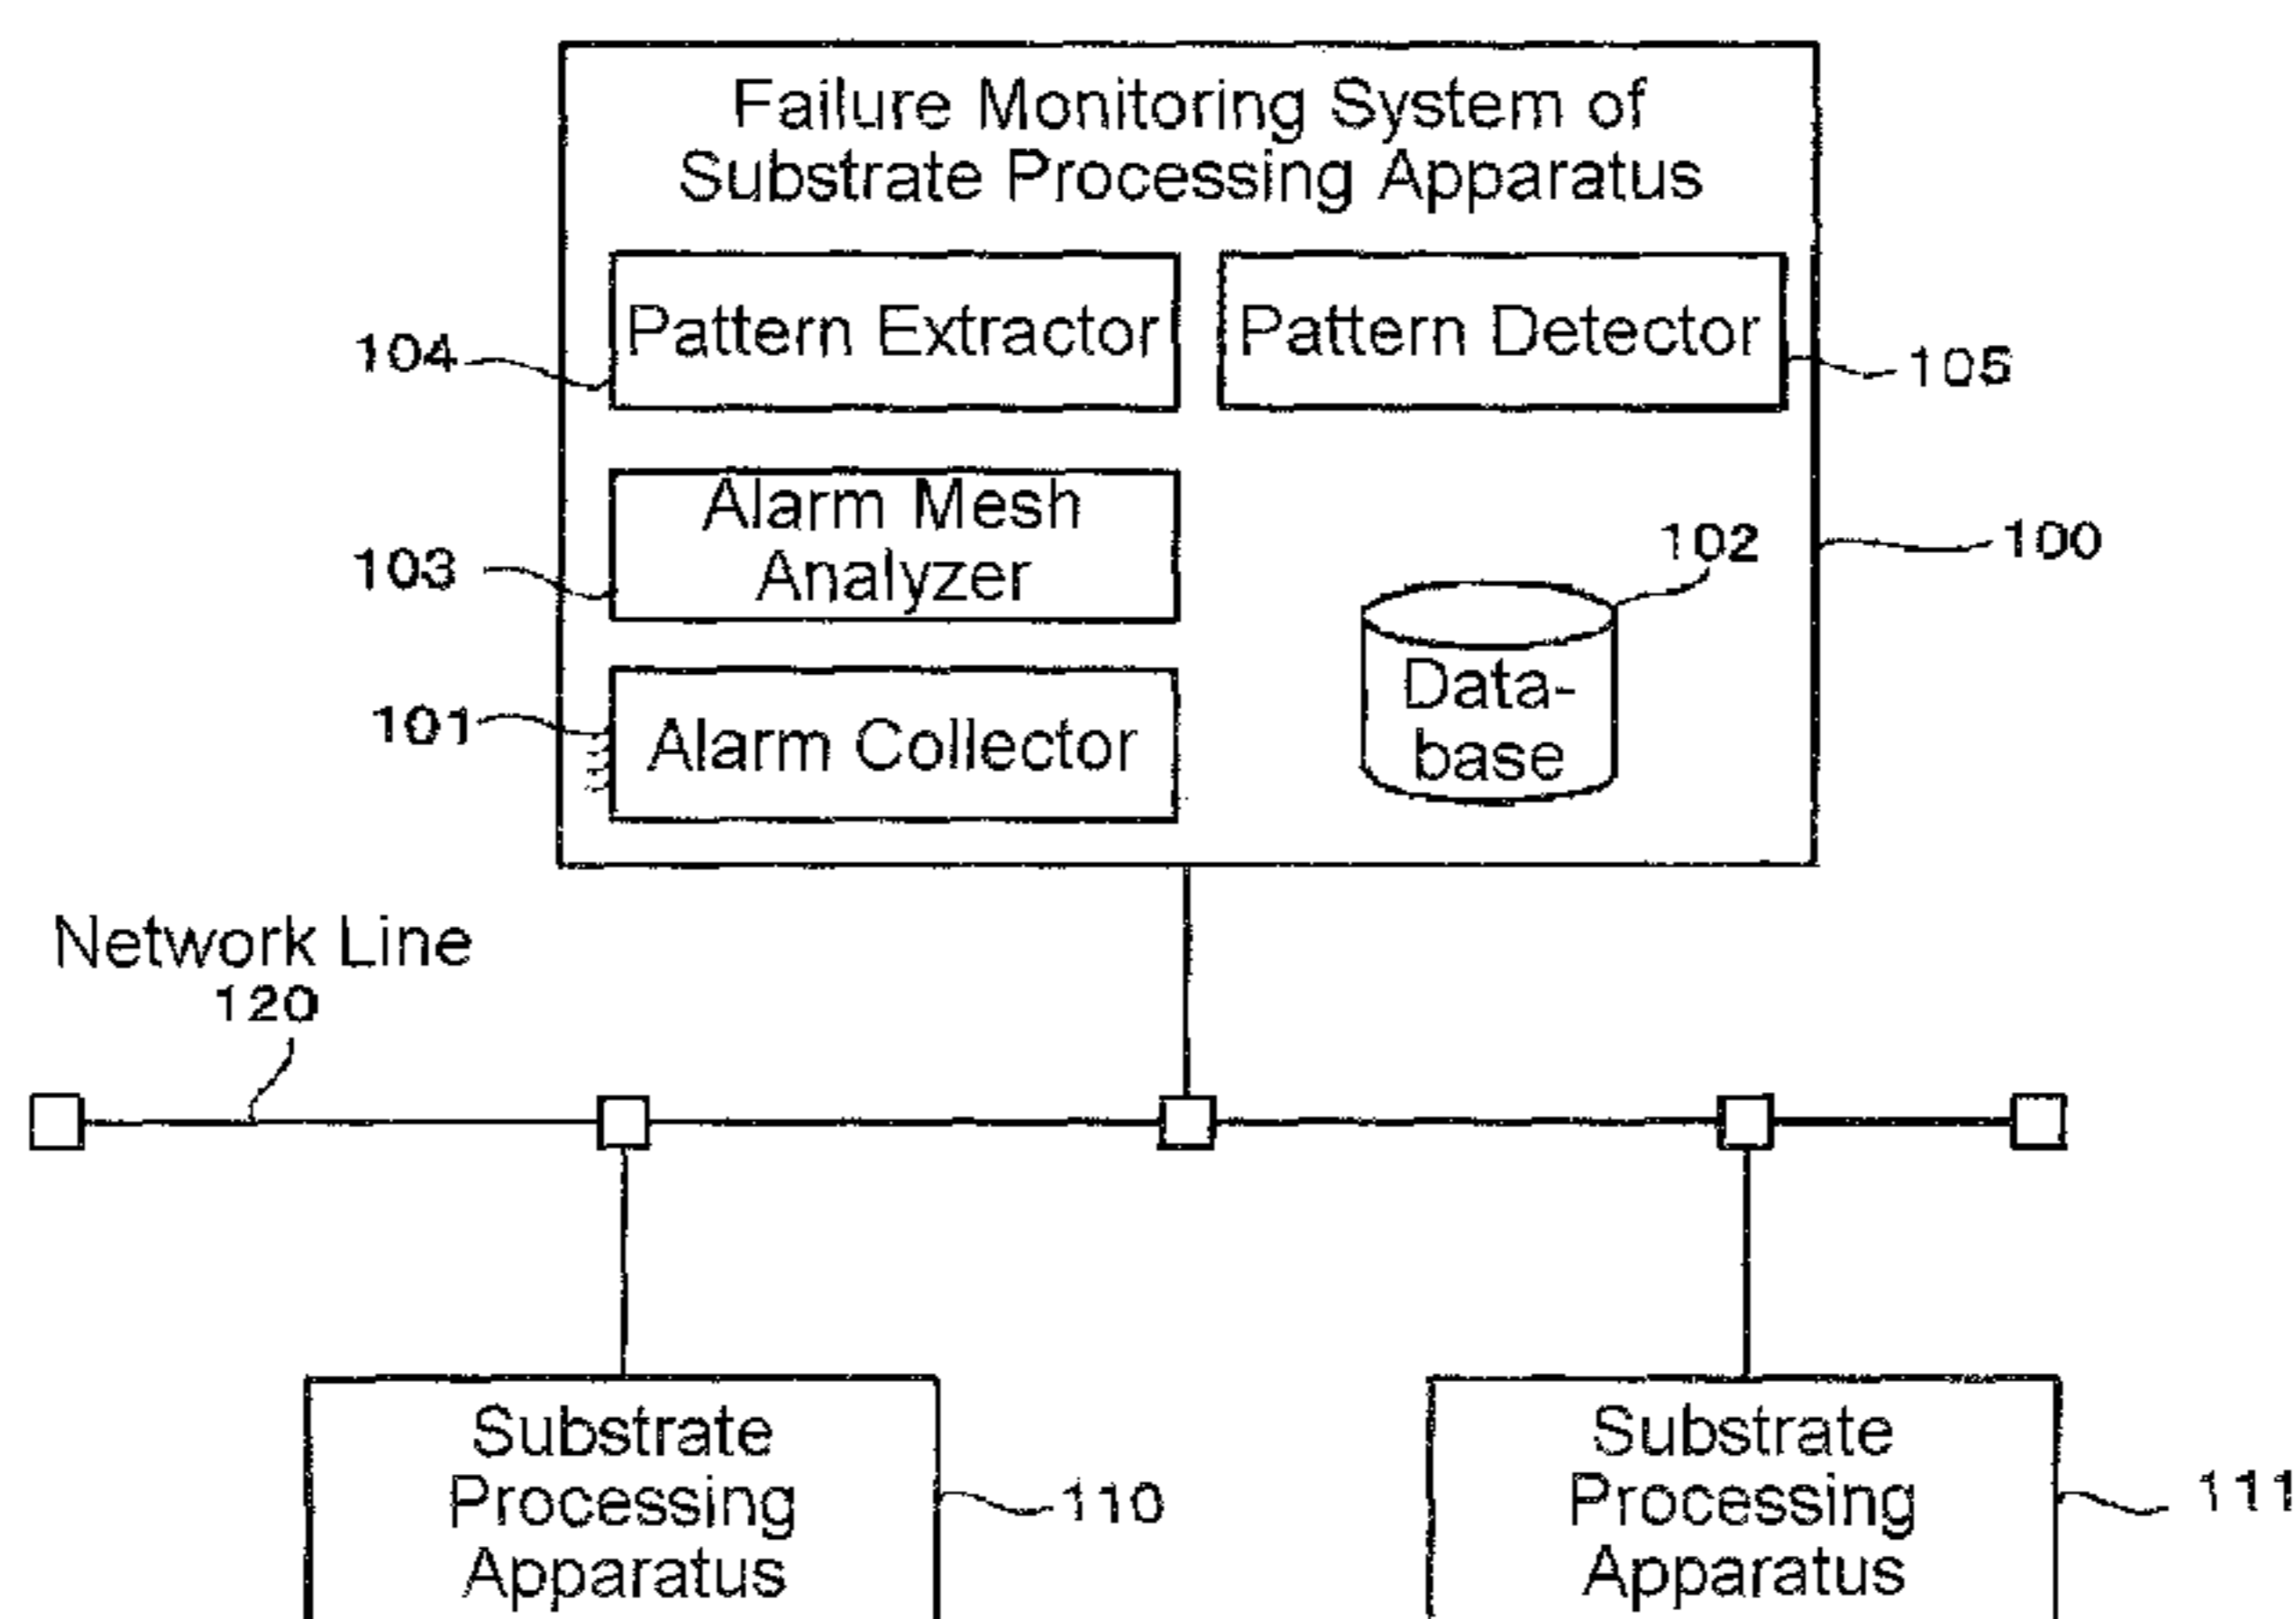 Failure Monitoring System of
Substrate Processing Apparatus
Pattern Extractor
Pattern Detector
104
105
Alarm Mesh
Analyzer
103
102
100
Data-
base
101
Alarm Collector
Network Line
120
Substrate
Processing
Apparatus
110
Substrate
Processing
Apparatus
111